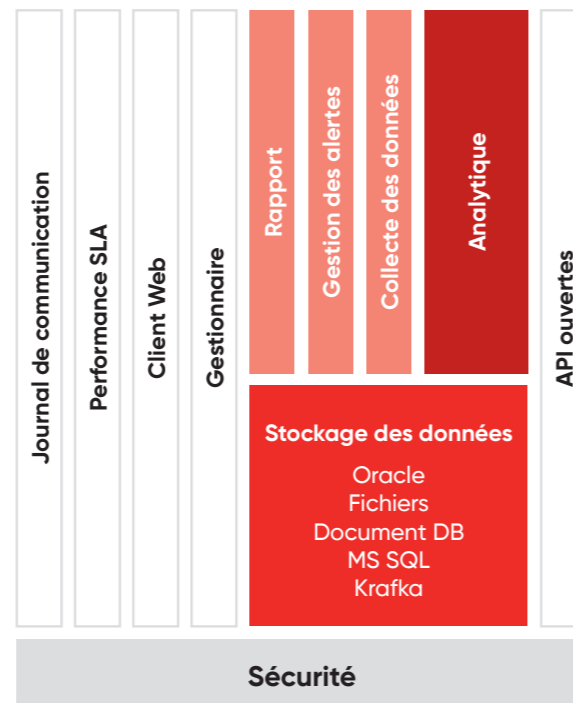 Journal de communication
Performance SLA
Client Web
Gestionnaire
Rapport
Gestion des alertes
Collecte des données
Analytique
API ouvertes
Stockage des données
Oracle
Fichiers
Document DB
MS SQL
Krafka
Sécurité